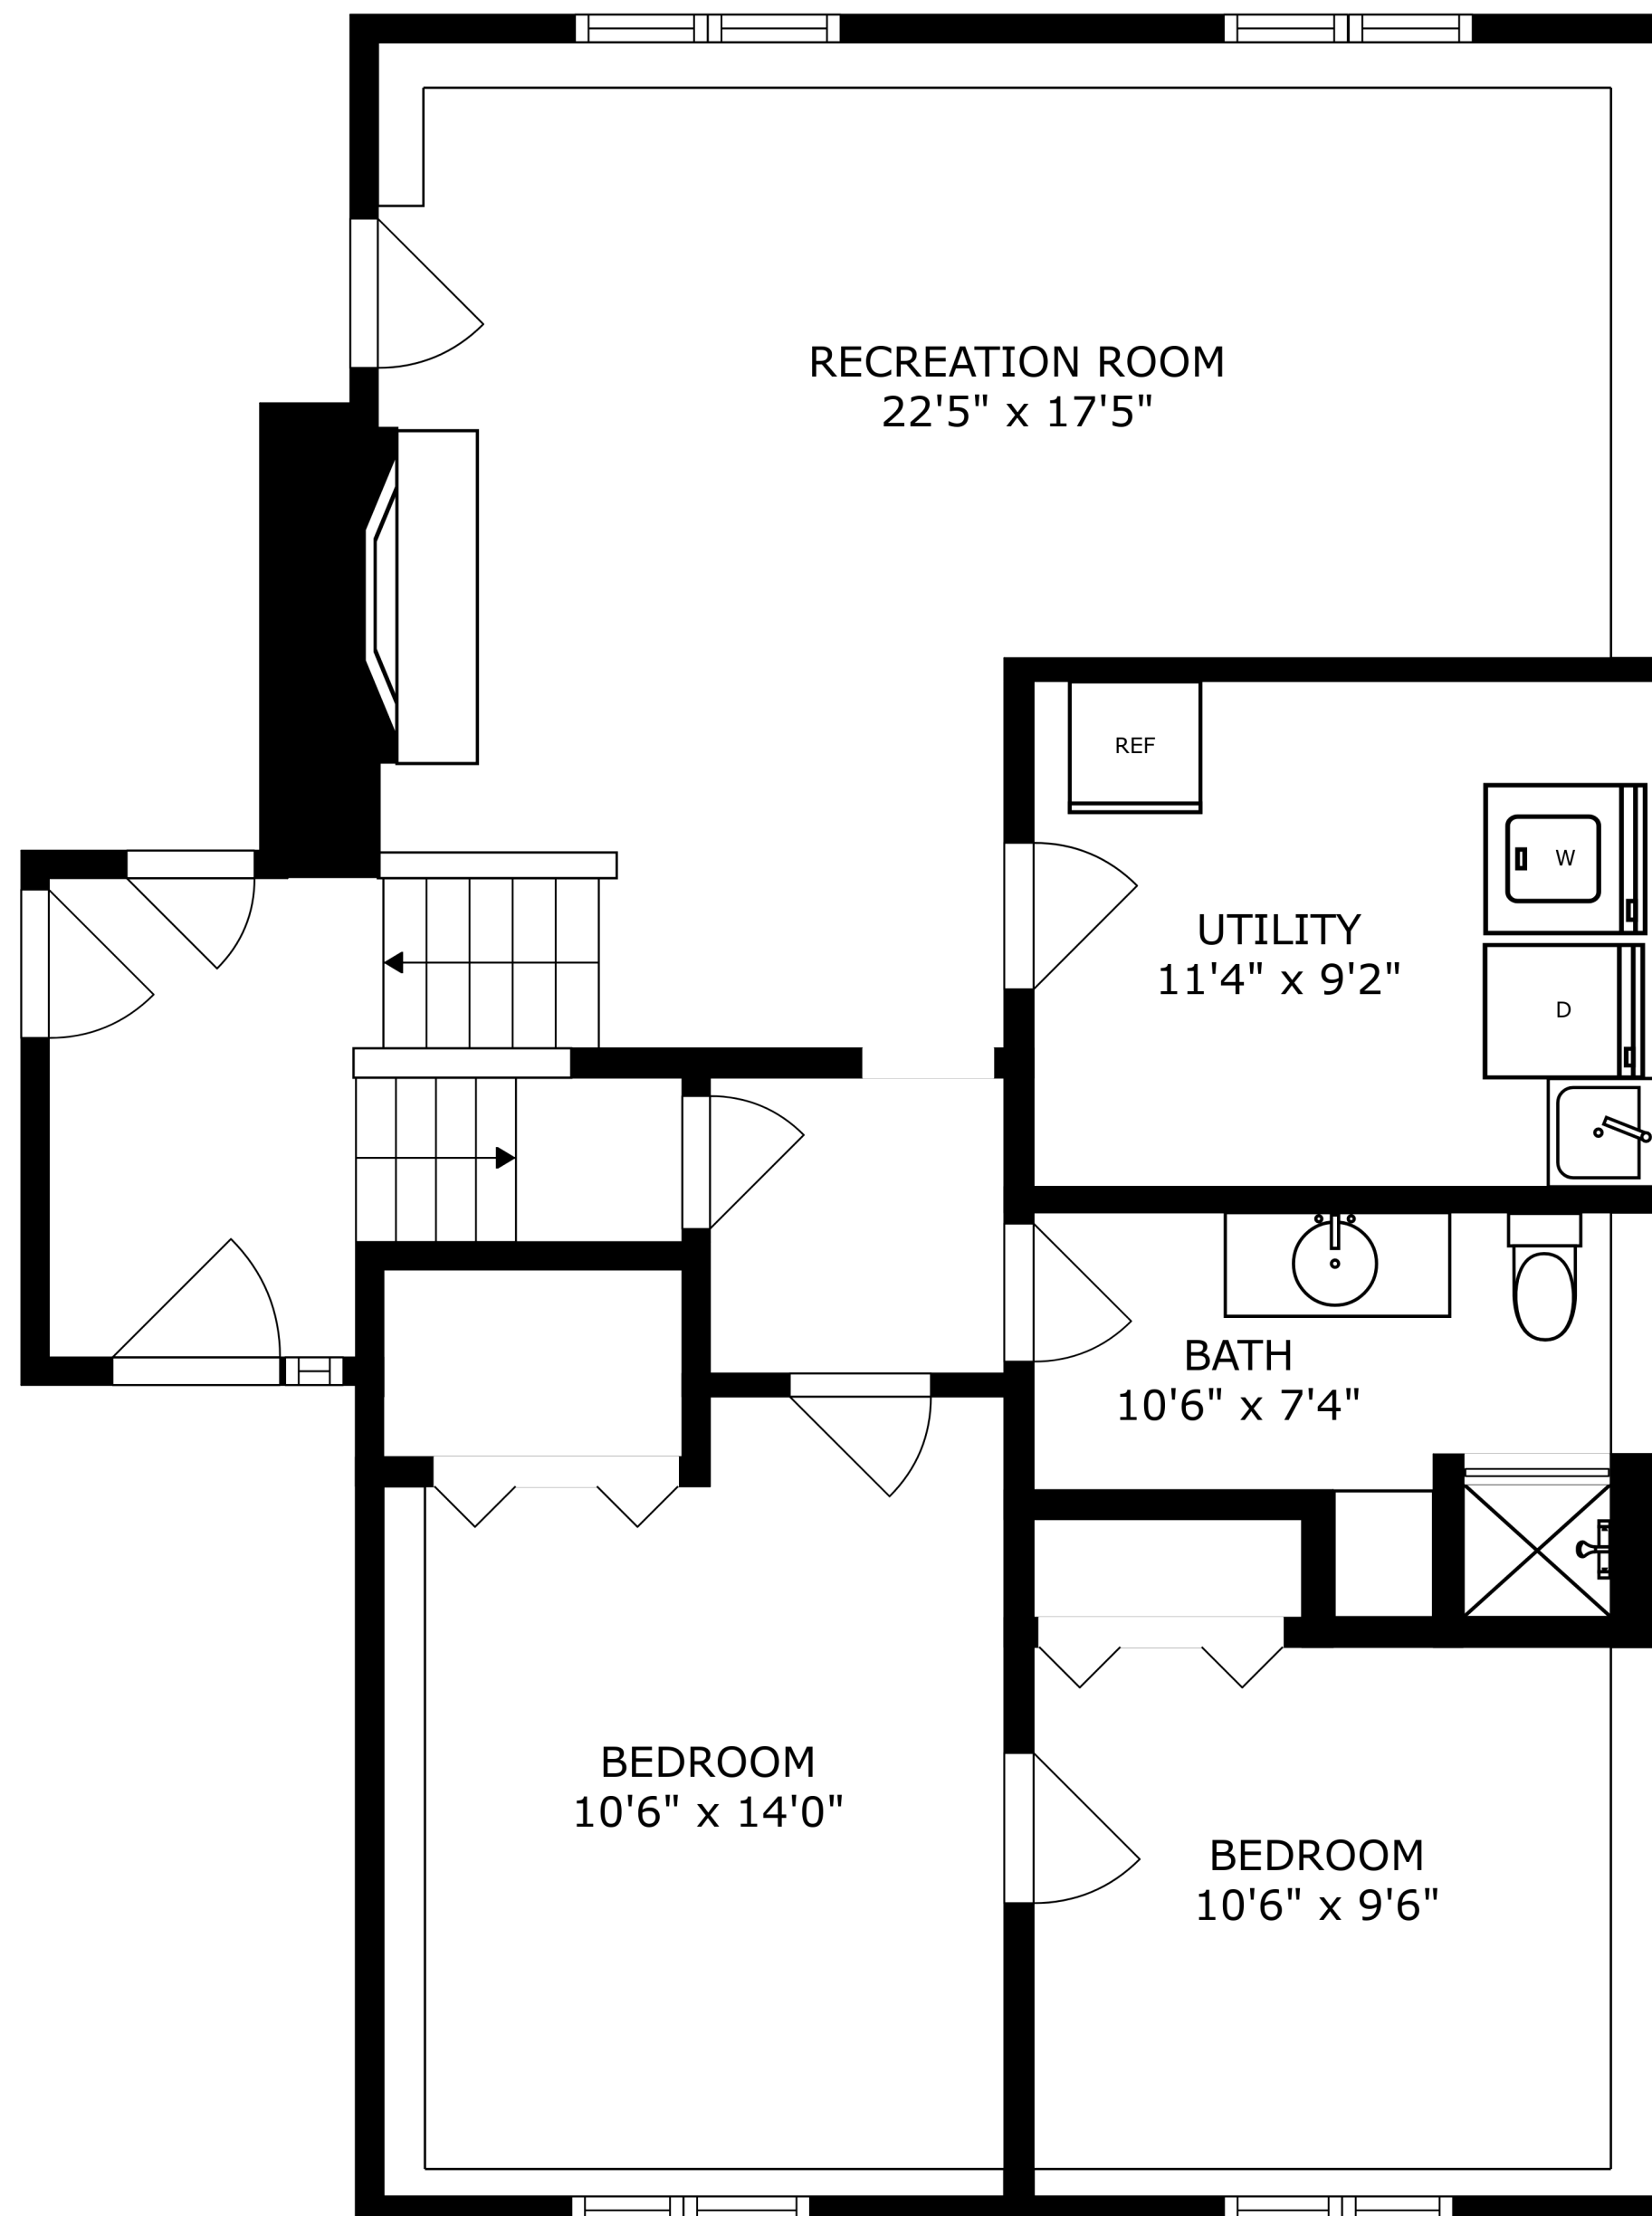 RECREATION ROOM
22'5" x 17'5"
REF
W
UTILITY
11'4" x 9'2"
D
BATH
10'6" x 7'4"
BEDROOM
10'6" x 14'0"
BEDROOM
10'6" x 9'6"